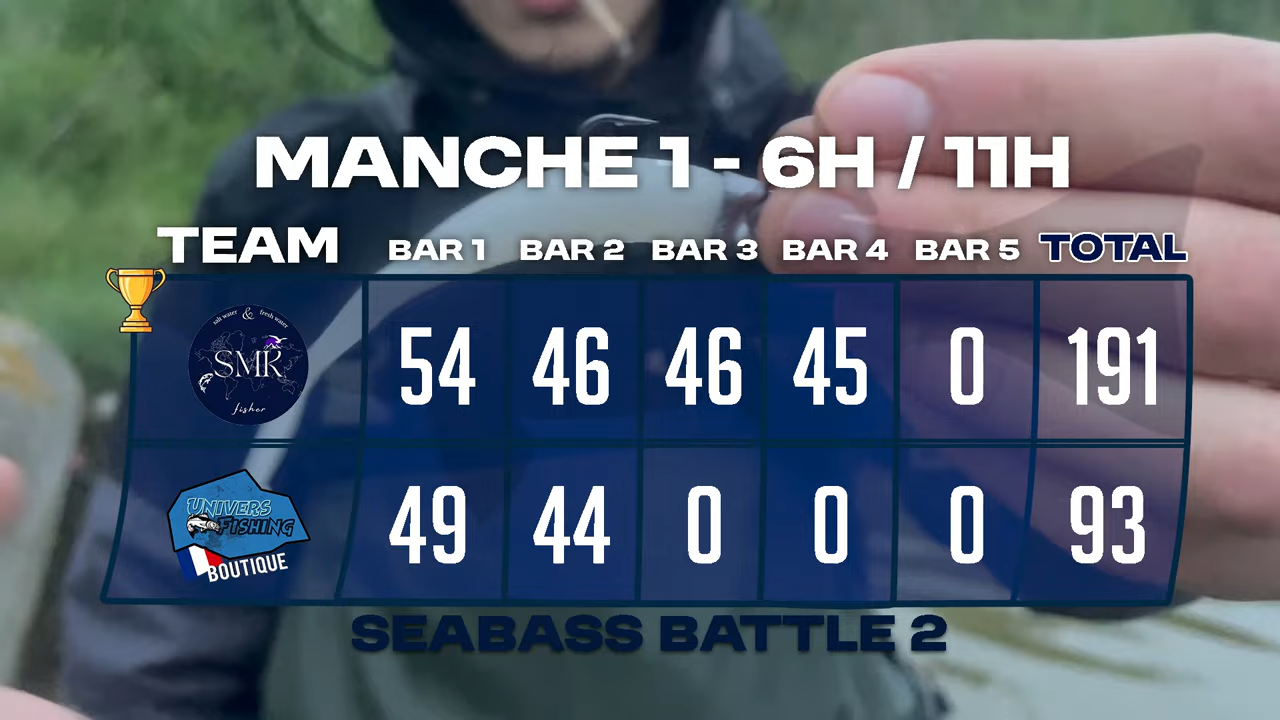 MANCHE 1 - 6H / 11H
TEAM BAR 1 BAR 2 BAR 3 BAR 4 BAR 5 TOTAL
salt water & fresh water
SMR
fisher
54 46 46 45 0 191
UNIVERS
FISHING
BOUTIQUE
49 44 0 0 0 93
SEABASS BATTLE 2